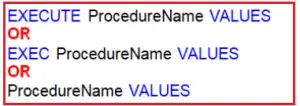 EXECUTE ProcedureName VALUES
OR
EXEC ProcedureName VALUES
OR
ProcedureName VALUES